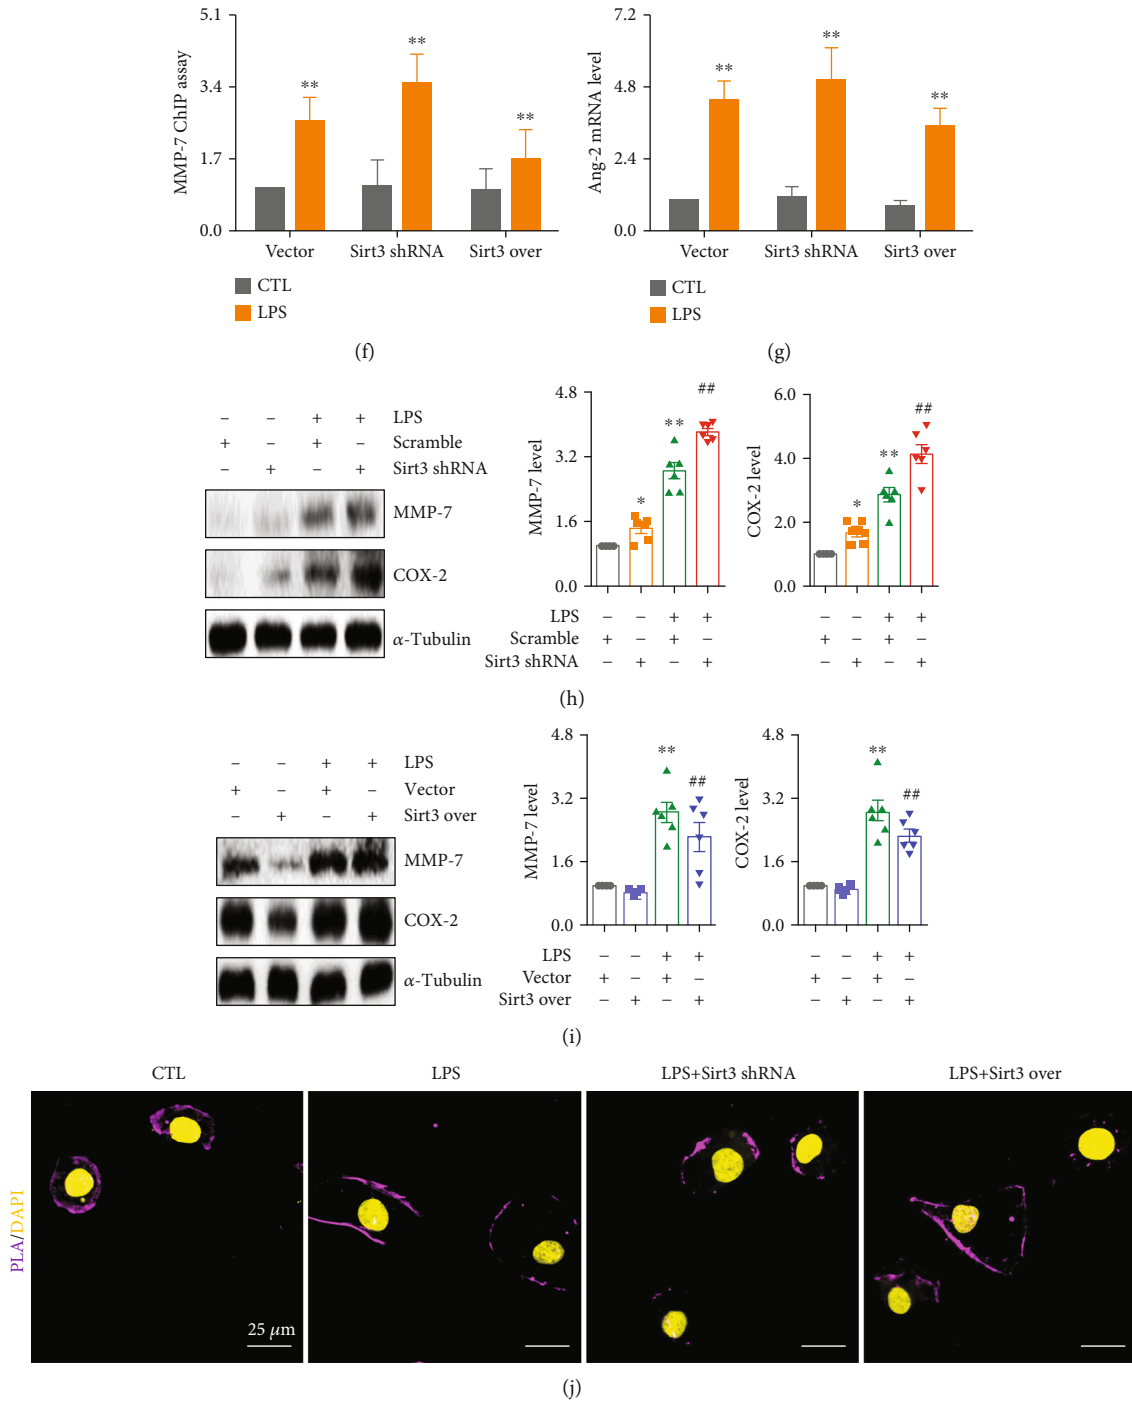 5.1
3.4
1.7
0.0
MMP-7 ChIP assay
**
**
**
Vector Sirt3 shRNA Sirt3 over
CTL
LPS
(f)
7.2
4.8
2.4
0.0
Ang-2 mRNA level
**
**
**
Vector Sirt3 shRNA Sirt3 over
CTL
LPS
(g)
– – + + LPS
+ – + – Scramble
– + – + Sirt3 shRNA
MMP-7
COX-2
α-Tubulin
4.8
3.2
1.6
0.0
MMP-7 level
*
**
##
LPS – – + +
Scramble + – + –
Sirt3 shRNA – + – +
6.0
4.0
2.0
0.0
COX-2 level
*
**
##
– – + +
+ – + –
– + – +
(h)
– – + + LPS
+ – + – Vector
– + – + Sirt3 over
MMP-7
COX-2
α-Tubulin
4.8
3.2
1.6
0.0
MMP-7 level
**
##
LPS – – + +
Vector + – + –
Sirt3 over – + – +
4.8
3.2
1.6
0.0
COX-2 level
**
##
– – + +
+ – + –
– + – +
(i)
CTL LPS LPS+Sirt3 shRNA LPS+Sirt3 over
PLA/DAPI
25 μm
(j)